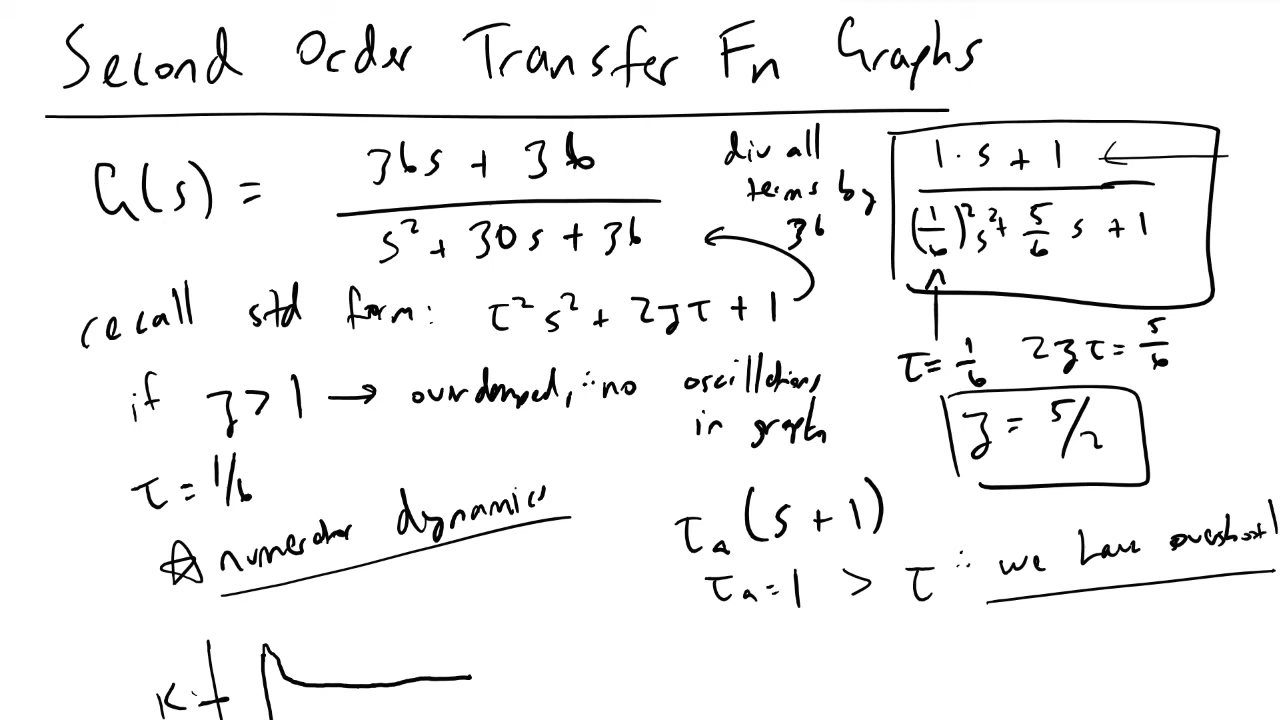 Second Order Transfer Fn Graphs
G(s) = (36s + 36) / (s² + 30s + 36)
div all terms by 36
(1·s + 1) / ((1/6)²s² + 5/6 s + 1)
recall std form: τ²s² + 2ζτ + 1
τ = 1/6 2ζτ = 5/6
if ζ > 1 → overdamped, ∴ no oscillations in graph
ζ = 5/2
τ = 1/6
☆ numerator dynamics
τa (s + 1)
τa = 1 > τ ∴ we have overshoot!